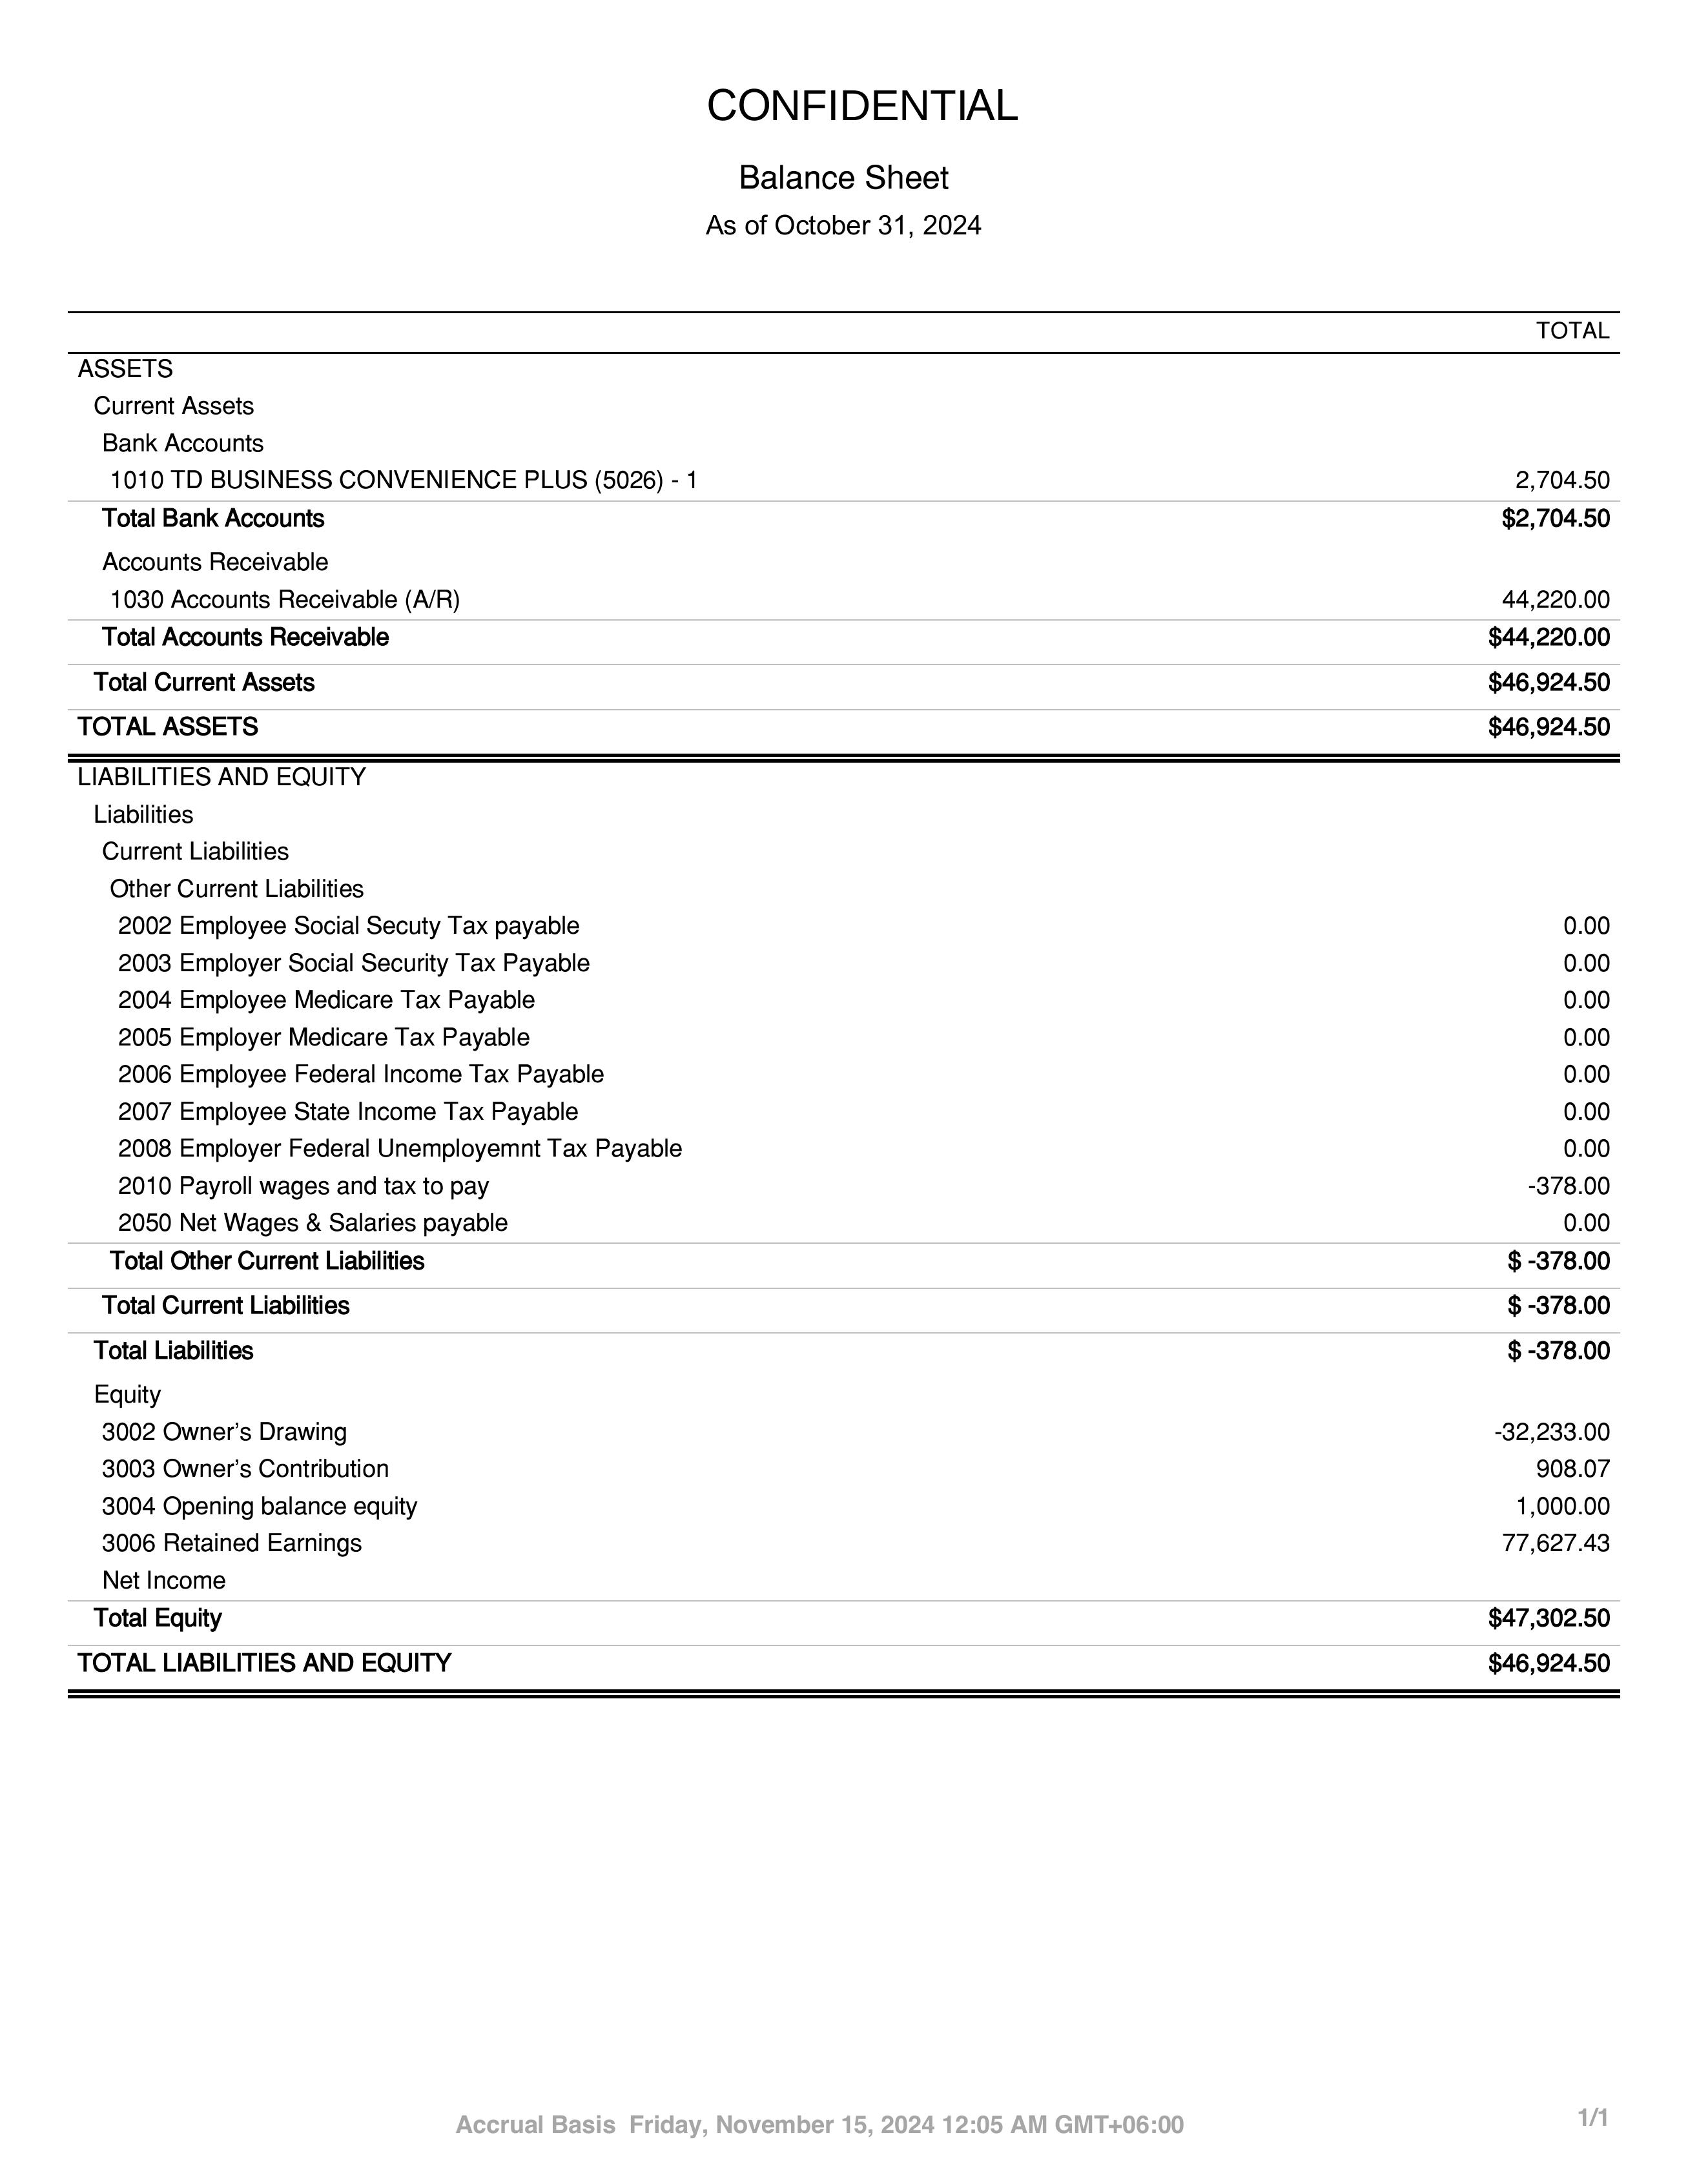 CONFIDENTIAL
Balance Sheet
As of October 31, 2024
TOTAL
ASSETS
Current Assets
Bank Accounts
1010 TD BUSINESS CONVENIENCE PLUS (5026) - 1 2,704.50
Total Bank Accounts $2,704.50
Accounts Receivable
1030 Accounts Receivable (A/R) 44,220.00
Total Accounts Receivable $44,220.00
Total Current Assets $46,924.50
TOTAL ASSETS $46,924.50
LIABILITIES AND EQUITY
Liabilities
Current Liabilities
Other Current Liabilities
2002 Employee Social Secuty Tax payable 0.00
2003 Employer Social Security Tax Payable 0.00
2004 Employee Medicare Tax Payable 0.00
2005 Employer Medicare Tax Payable 0.00
2006 Employee Federal Income Tax Payable 0.00
2007 Employee State Income Tax Payable 0.00
2008 Employer Federal Unemployemnt Tax Payable 0.00
2010 Payroll wages and tax to pay -378.00
2050 Net Wages & Salaries payable 0.00
Total Other Current Liabilities $ -378.00
Total Current Liabilities $ -378.00
Total Liabilities $ -378.00
Equity
3002 Owner’s Drawing -32,233.00
3003 Owner’s Contribution 908.07
3004 Opening balance equity 1,000.00
3006 Retained Earnings 77,627.43
Net Income
Total Equity $47,302.50
TOTAL LIABILITIES AND EQUITY $46,924.50
Accrual Basis Friday, November 15, 2024 12:05 AM GMT+06:00 1/1